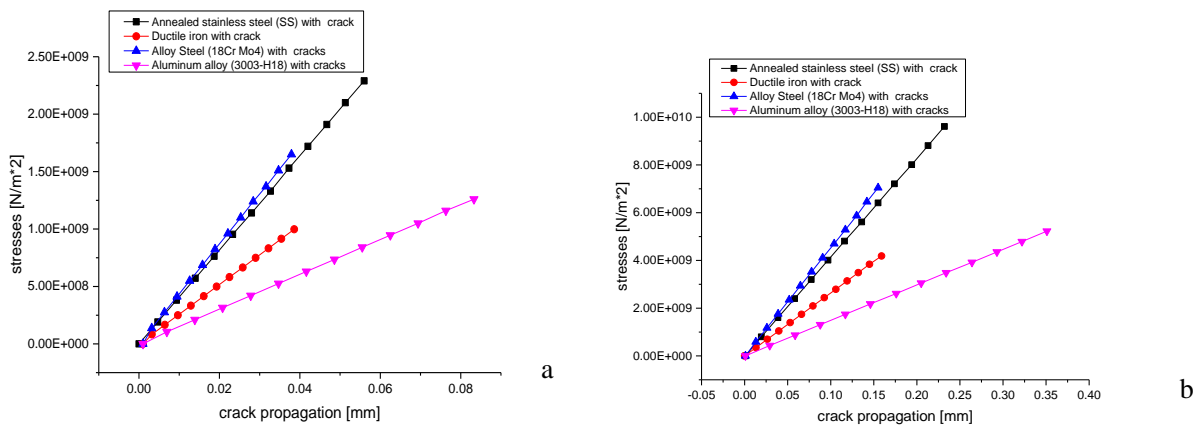 Annealed stainless steel (SS) with crack
Ductile iron with crack
Alloy Steel (18Cr Mo4) with cracks
Aluminum alloy (3003-H18) with cracks
2.50E+009
2.00E+009
1.50E+009
1.00E+009
5.00E+008
0.00E+000
stresses [N/m*2]
0.00
0.02
0.04
0.06
0.08
crack propagation [mm]
a
Annealed stainless steel (SS) with crack
Ductile iron with crack
Alloy Steel (18Cr Mo4) with cracks
Aluminum alloy (3003-H18) with cracks
1.00E+010
8.00E+009
6.00E+009
4.00E+009
2.00E+009
0.00E+000
stresses [N/m*2]
-0.05
0.00
0.05
0.10
0.15
0.20
0.25
0.30
0.35
0.40
crack propagation [mm]
b